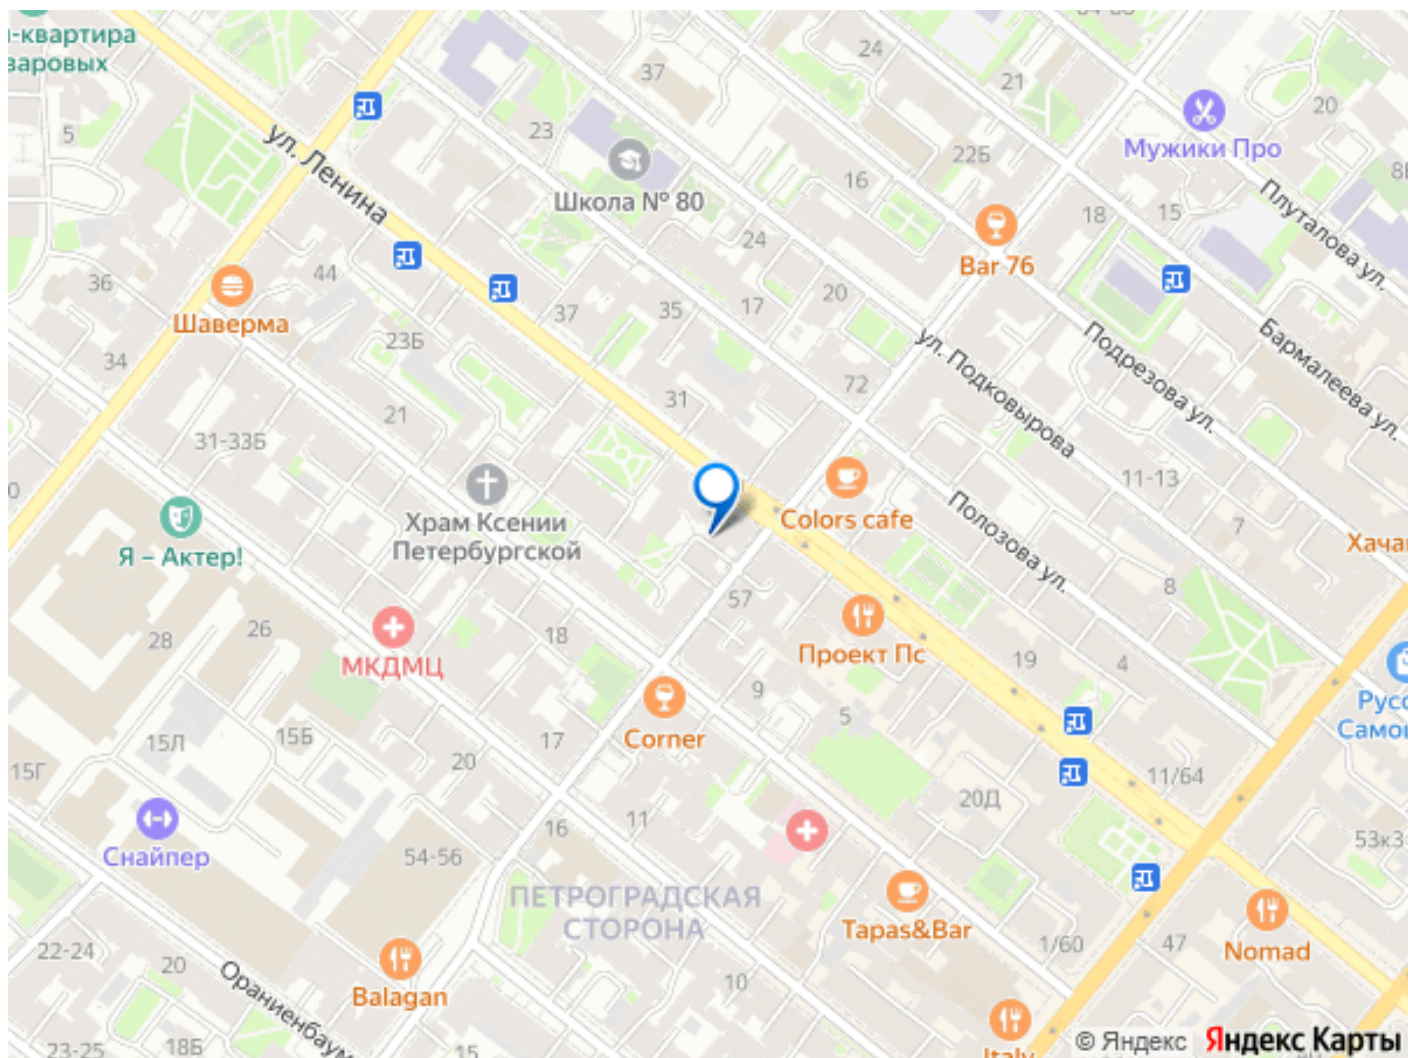 -квартира
заровых
5
ул. Ленина
37
24
21
20
Мужики Про
23
Школа № 80
22Б
16
18
15
Плуталова ул.
24
Bar 76
36
44
Шаверма
37
35
17
20
34
23Б
31
72
ул. Подковырова
Подрезова ул.
Бармалеева ул.
21
31-33Б
Храм Ксении
Петербургской
Colors cafe
11-13
7
Полозова ул.
Я – Актер!
Хача
28
26
МКДМЦ
18
57
Проект Пс
19
4
8
9
5
Corner
Русс
Само
15Л
15Б
17
20
15Г
20Д
11/64
53к3
Снайпер
54-56
16
11
ПЕТРОГРАДСКАЯ
СТОРОНА
Tapas&Bar
1/60
47
Nomad
22-24
20
Ораниенбаум
Balagan
10
23-25
18Б
15
Italy
© Яндекс
Яндекс Карты